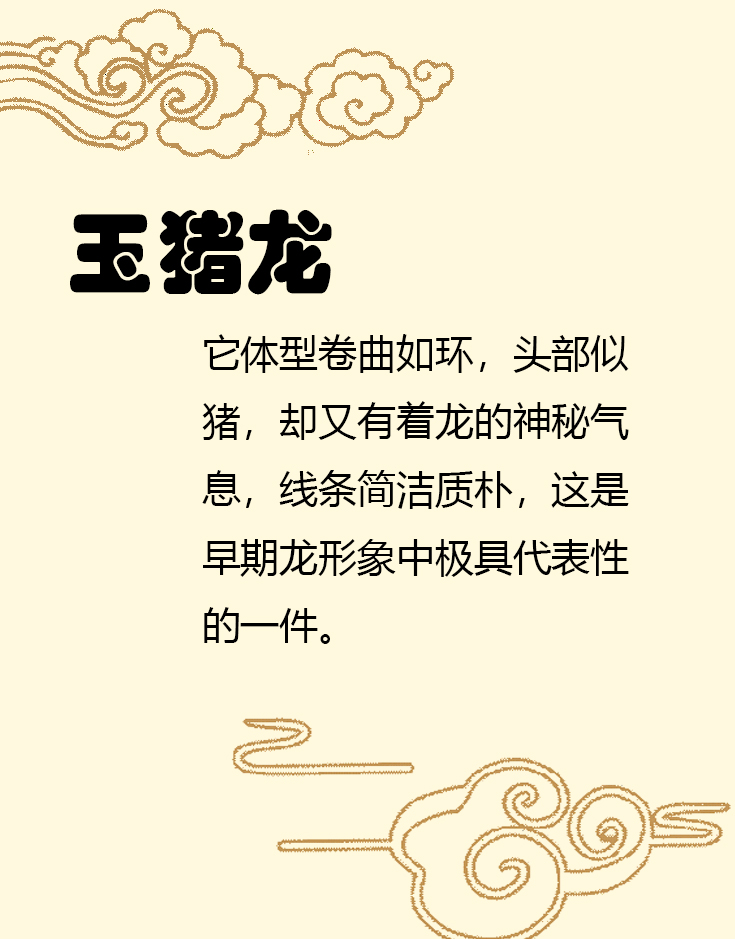 玉猪龙
它体型卷曲如环，头部似
猪，却又有着龙的神秘气
息，线条简洁质朴，这是
早期龙形象中极具代表性
的一件。